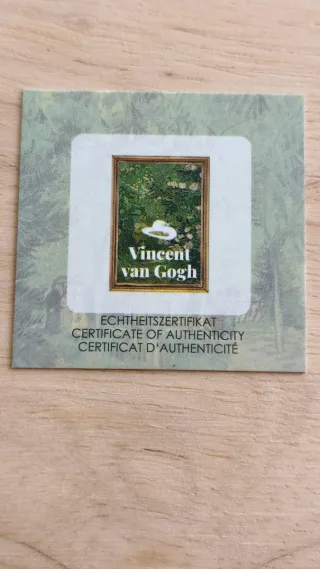 Vincent
van Gogh
ECHTHEITSZERTIFIKAT
CERTIFICATE OF AUTHENTICITY
CERTIFICAT D'AUTHENTICITÉ